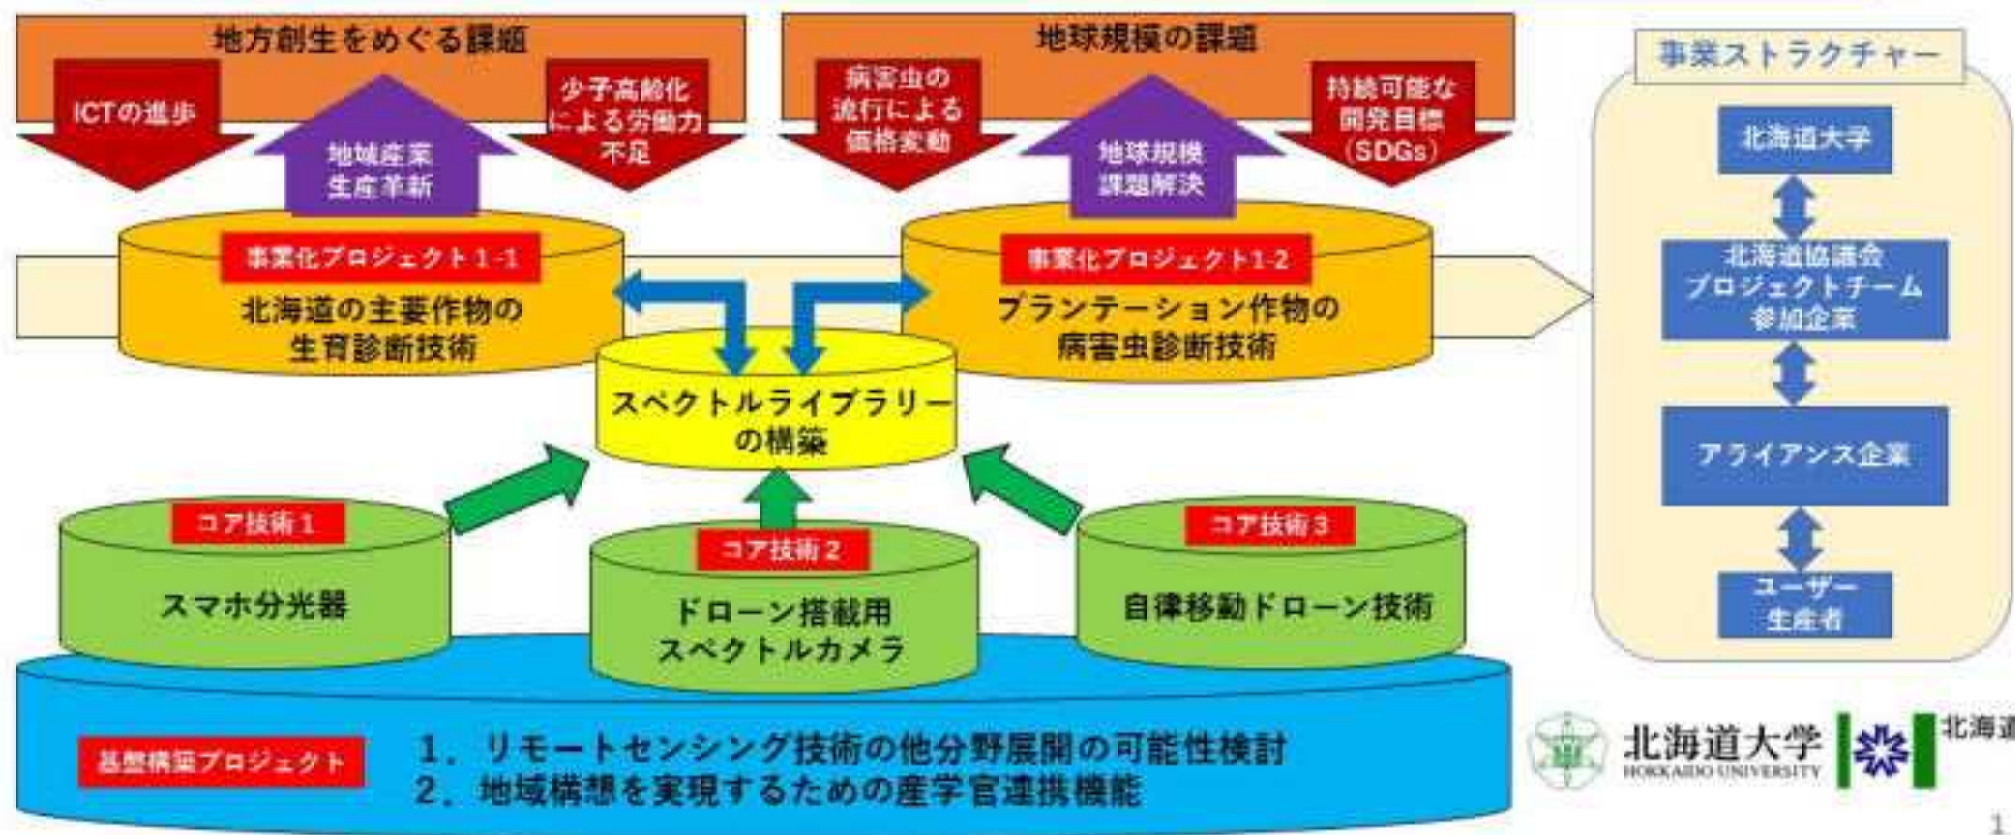 地方創生をめぐる課題
ICTの進歩
地域産業
生産革新
少子高齢化
による労働力
不足
地球規模の課題
病害虫の
流行による
価格変動
地球規模
課題解決
持続可能な
開発目標
(SDGs)
事業化プロジェクト1-1
北海道の主要作物の
生育診断技術
事業化プロジェクト1-2
プランテーション作物の
病害虫診断技術
スペクトルライブラリー
の構築
コア技術1
スマホ分光器
コア技術2
ドローン搭載用
スペクトルカメラ
コア技術3
自律移動ドローン技術
基盤構築プロジェクト
1. リモートセンシング技術の他分野展開の可能性検討
2. 地域構想を実現するための産学官連携機能
事業ストラクチャー
北海道大学
北海道協議会
プロジェクトチーム
参加企業
アライアンス企業
ユーザー
生産者
北海道大学
HOKKAIDO UNIVERSITY
北海道
1